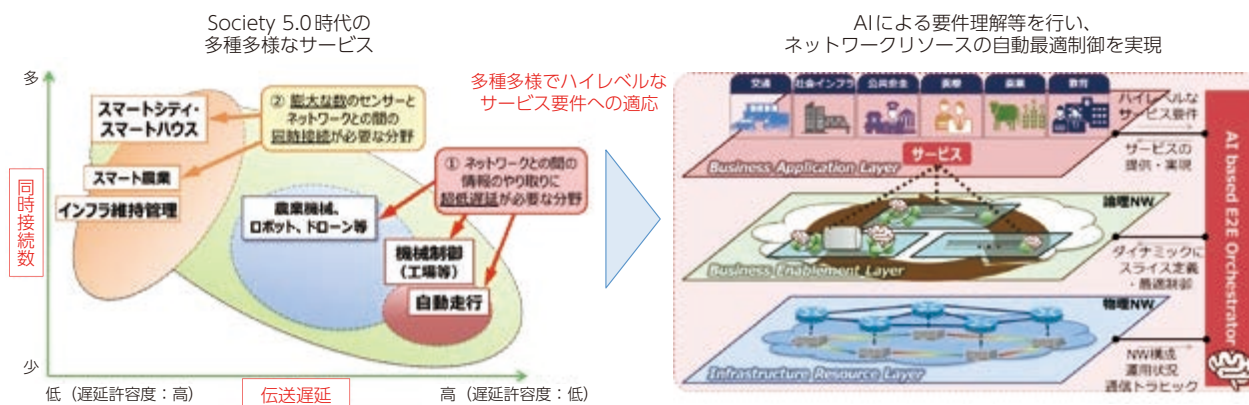 Society 5.0時代の
多種多様なサービス
多
同時接続数
少
スマートシティ・
スマートハウス
② 膨大な数のセンサーと
ネットワークとの間の
同時接続が必要な分野
スマート農業
インフラ維持管理
① ネットワークとの間の
情報のやり取りに
超低遅延が必要な分野
農業機械、
ロボット、ドローン等
機械制御
(工場等)
自動走行
低（遅延許容度：高）
伝送遅延
高（遅延許容度：低）
多種多様でハイレベルな
サービス要件への適応
AIによる要件理解等を行い、
ネットワークリソースの自動最適制御を実現
交通
社会インフラ
公共安全
医療
農業
教育
ハイレベルな
サービス要件
サービス
サービスの
提供・実現
Business Application Layer
論理NW
ダイナミックに
スライス定義
・最適制御
Business Enablement Layer
物理NW
NW構成
運用状況
通信トラヒック
Infrastructure Resource Layer
AI based E2E Orchestrator